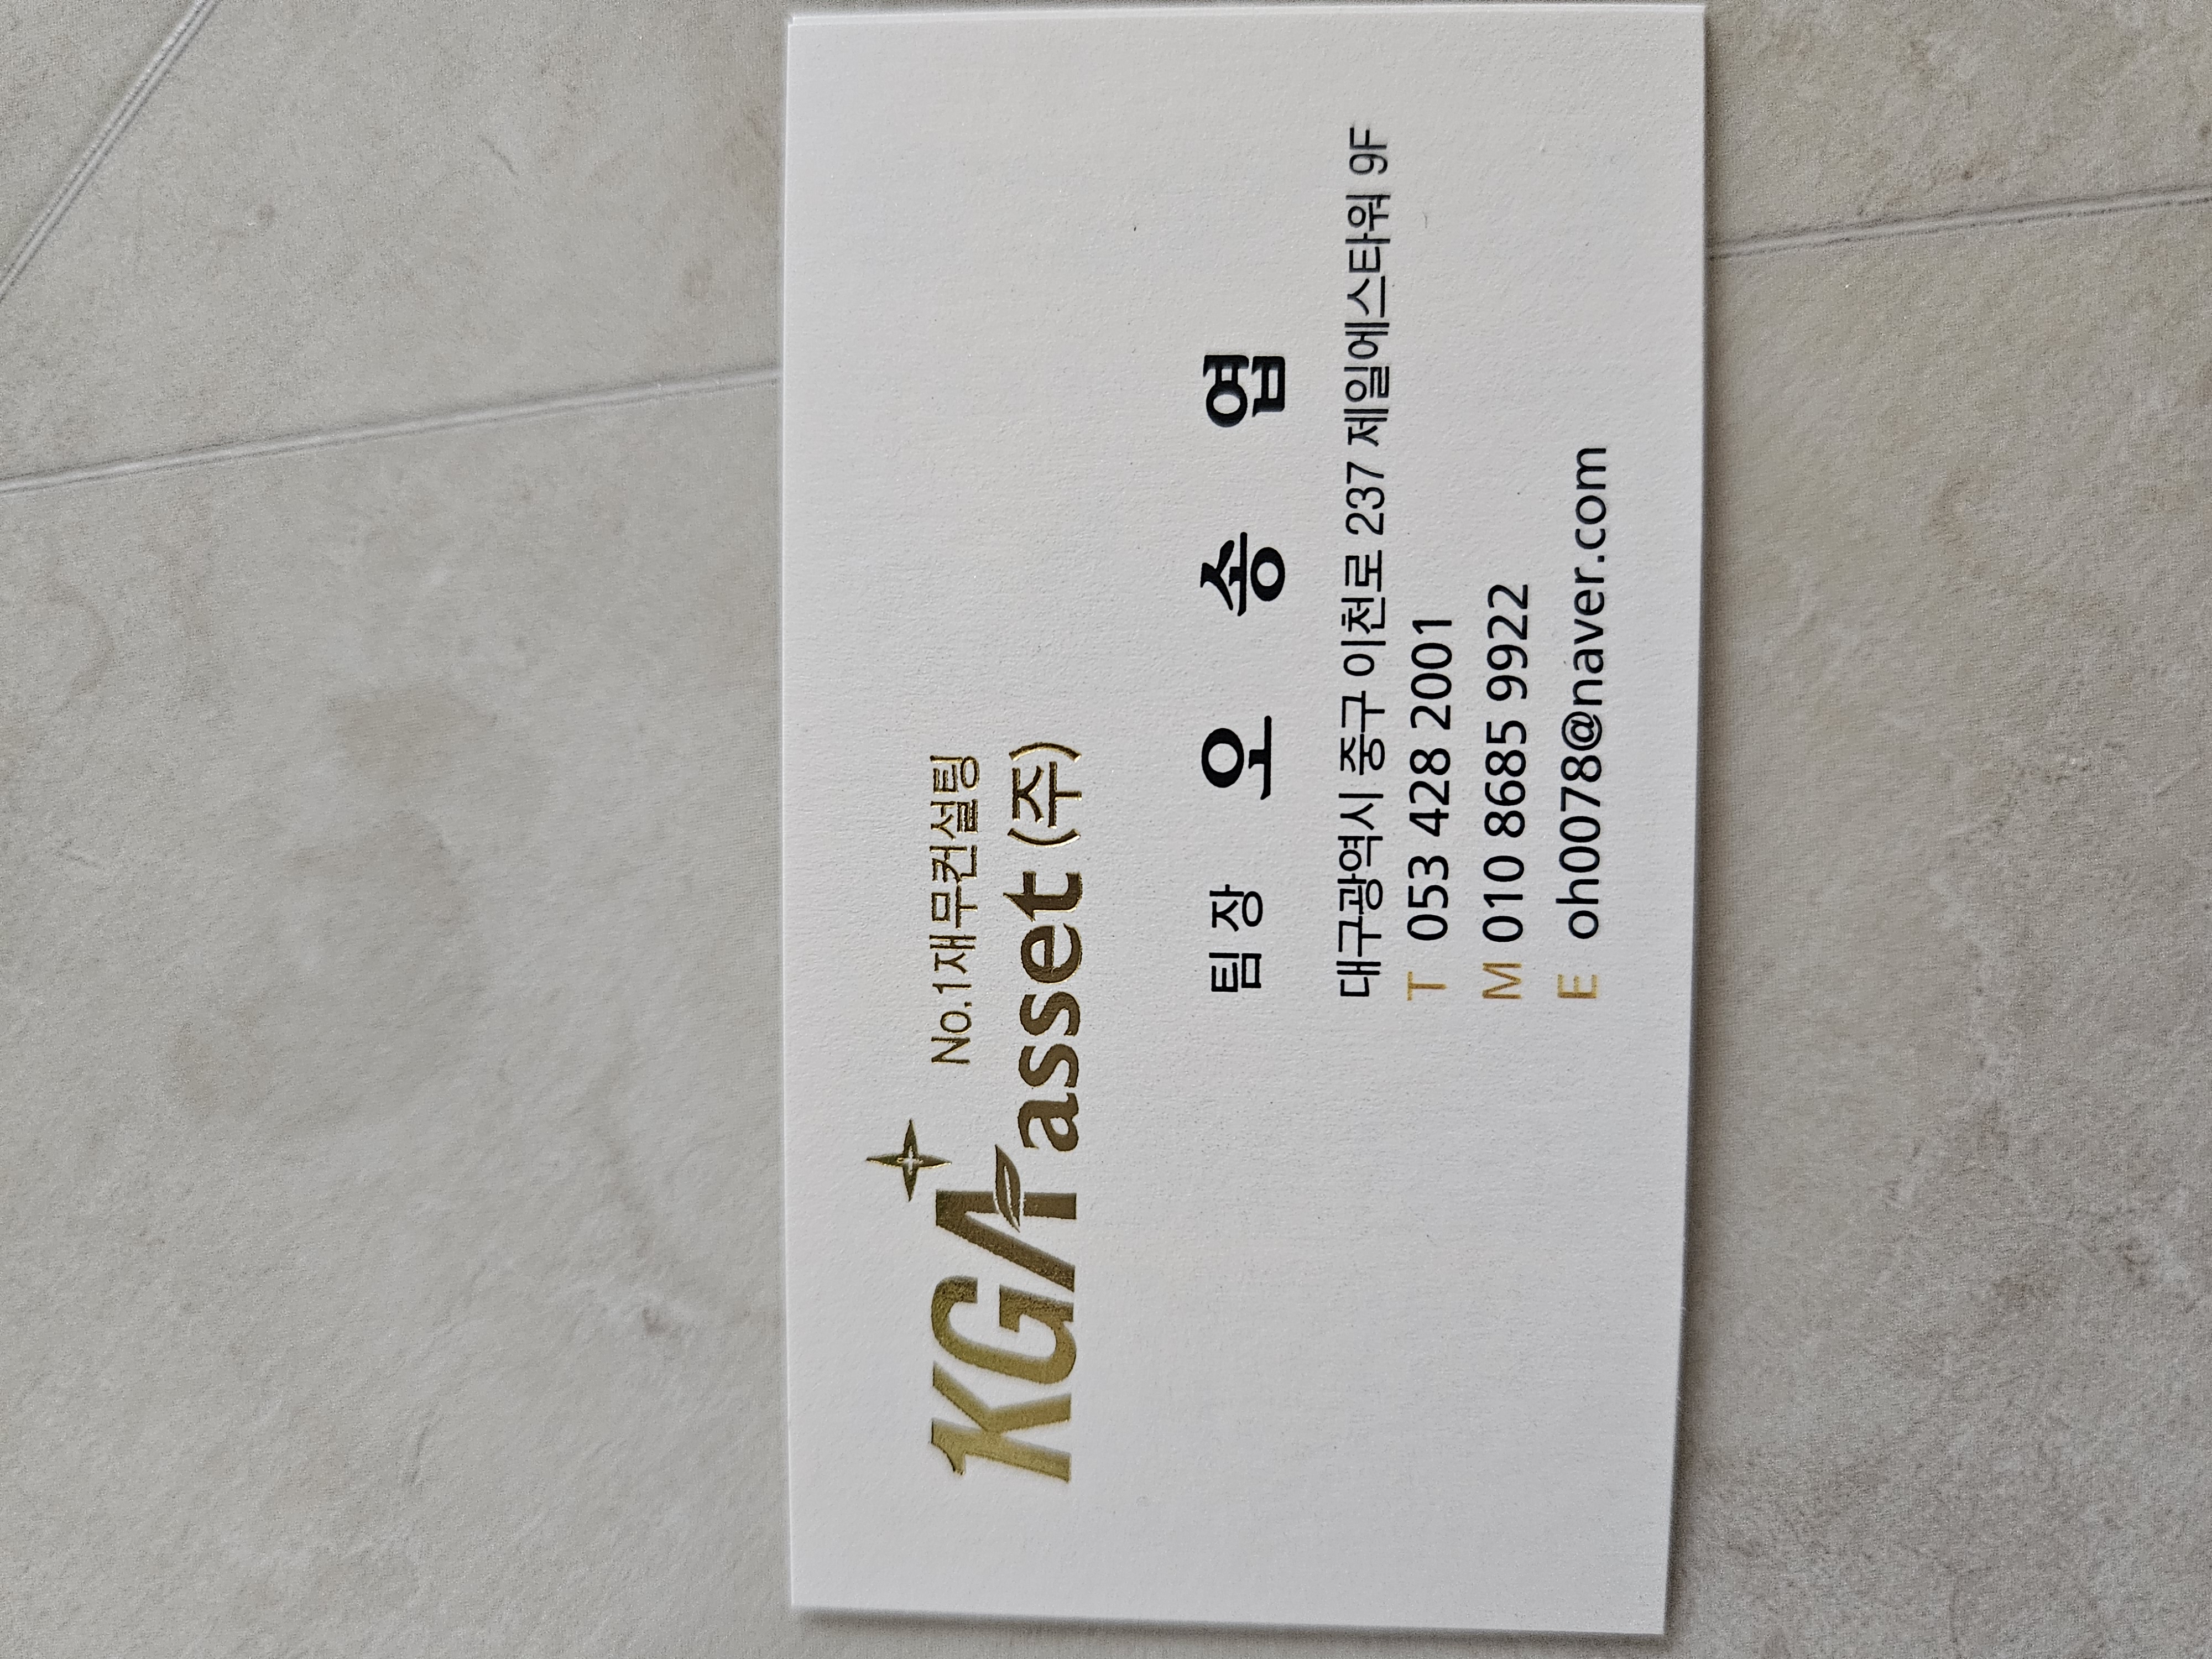 No.1재무컨설팅
KGA asset (주)
팀장 오 송 엽
대구광역시 중구 이천로 237 제일에스타워 9F
T 053 428 2001
M 010 8685 9922
E oh0078@naver.com